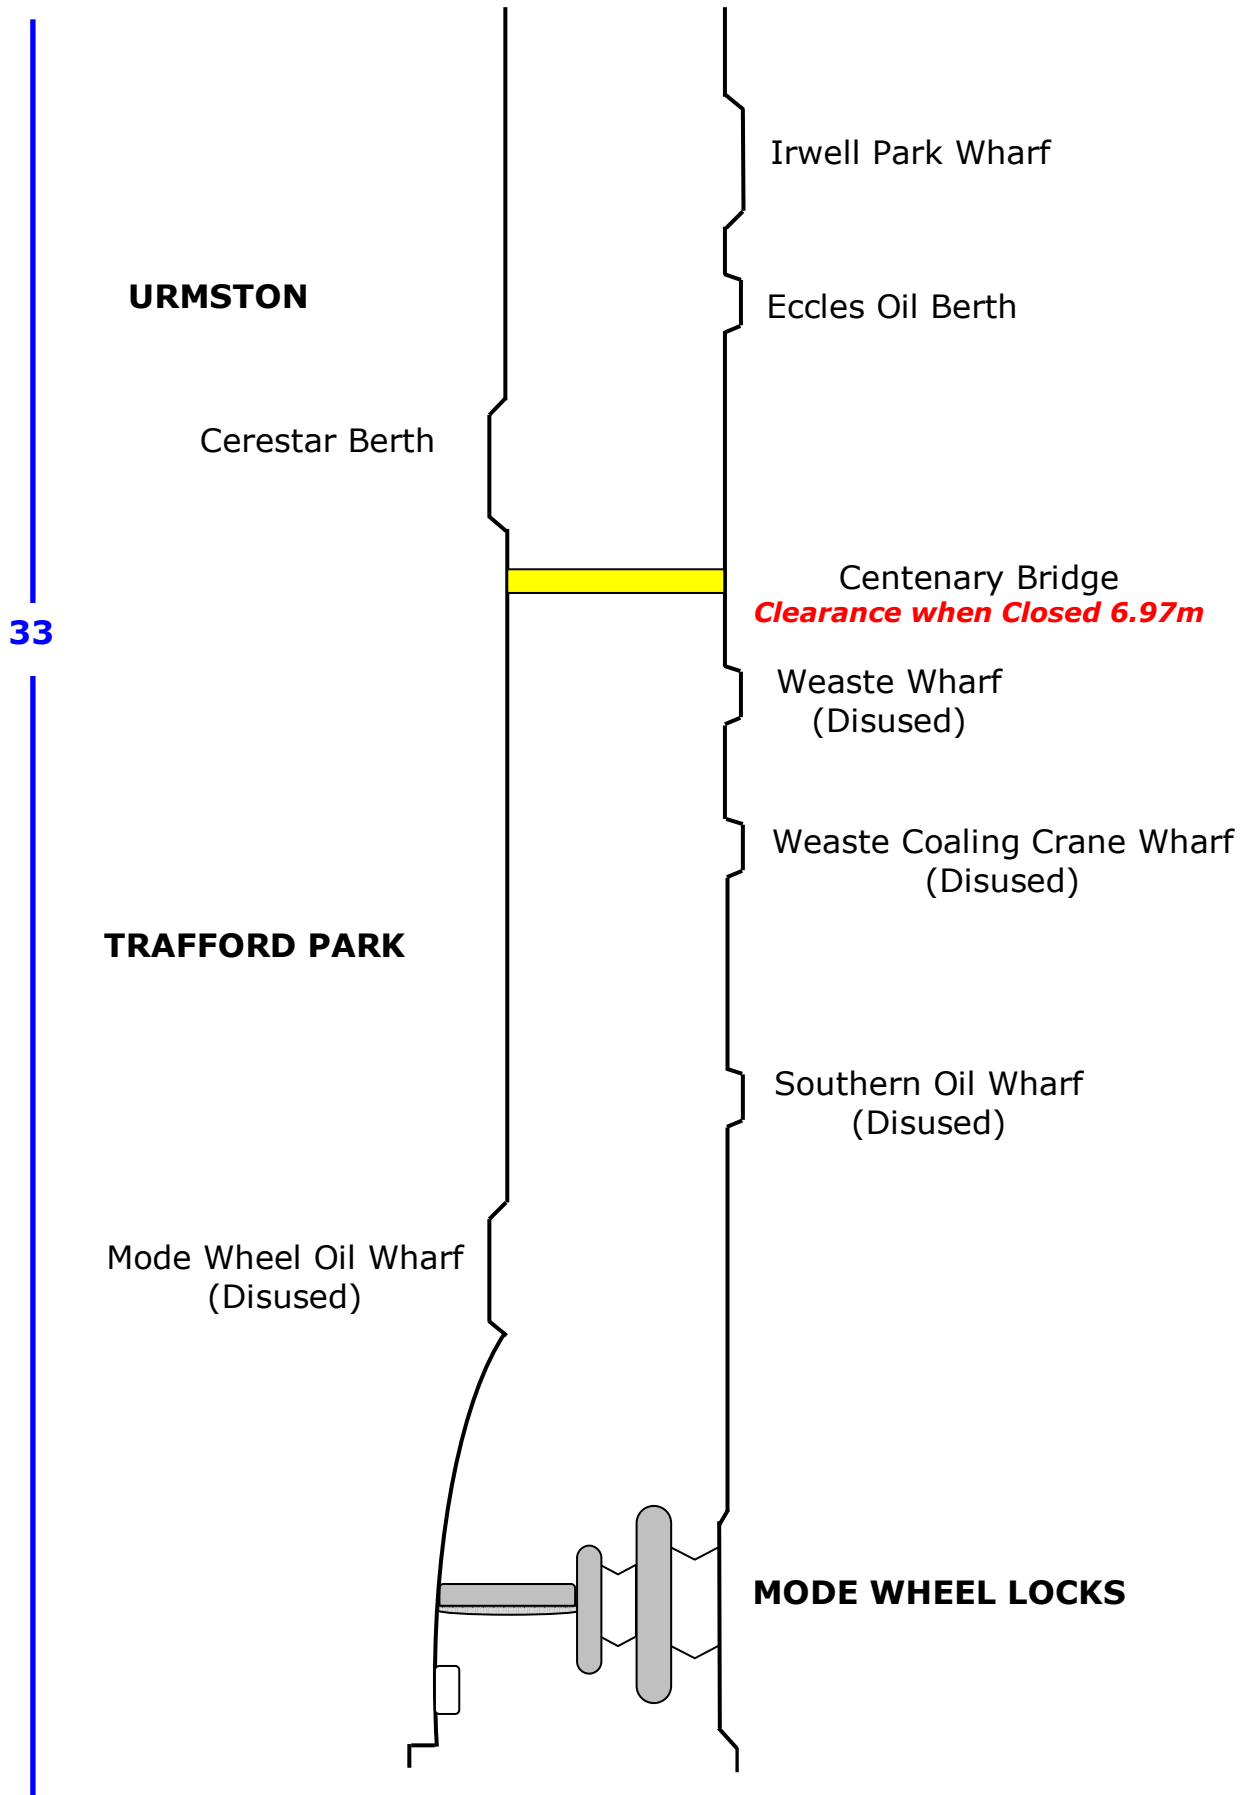 Irwell Park Wharf
URMSTON
Eccles Oil Berth
Cerestar Berth
Centenary Bridge
Clearance when Closed 6.97m
33
Weaste Wharf
(Disused)
Weaste Coaling Crane Wharf
(Disused)
TRAFFORD PARK
Southern Oil Wharf
(Disused)
Mode Wheel Oil Wharf
(Disused)
MODE WHEEL LOCKS